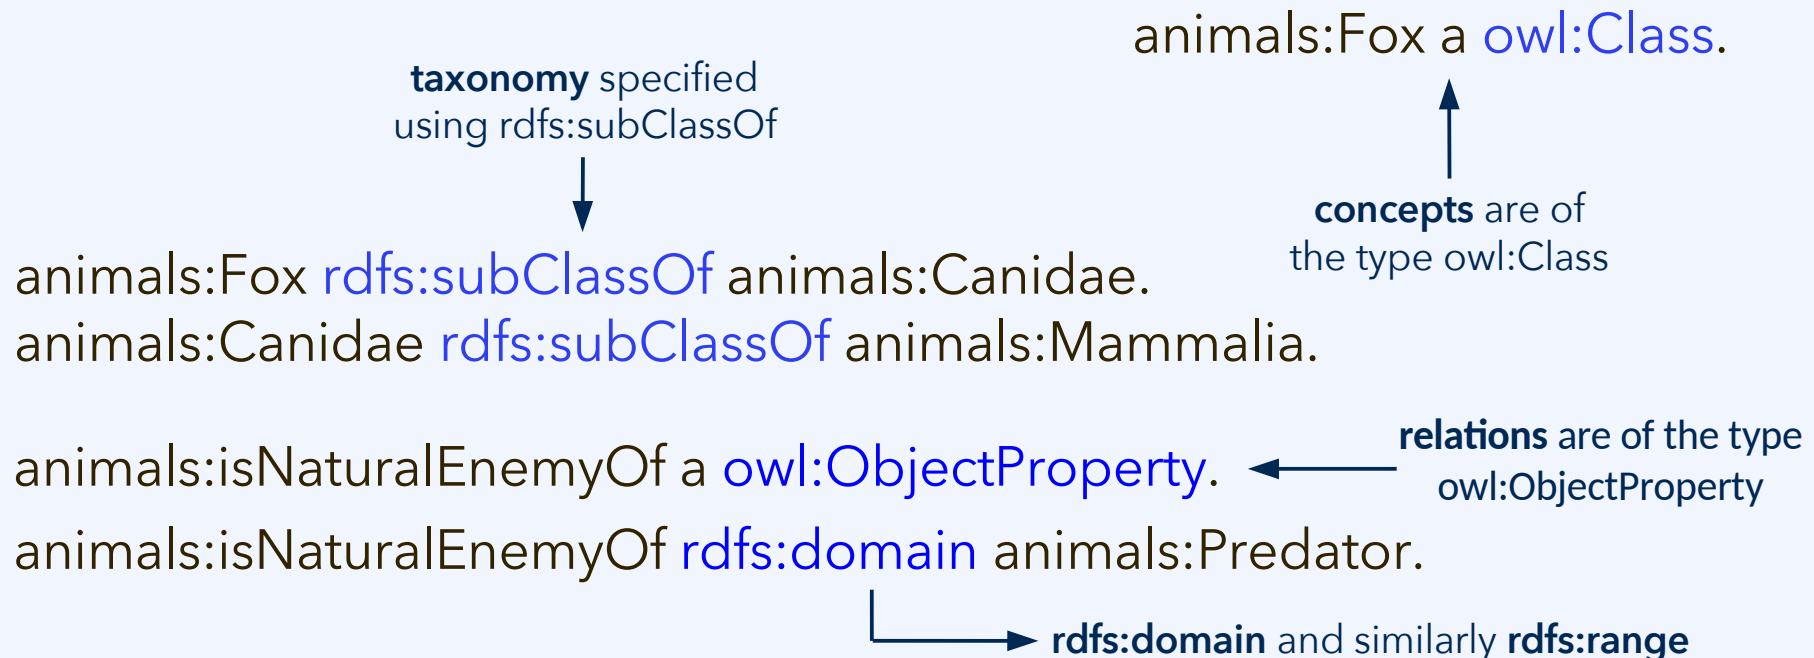 animals:Fox a owl:Class.
taxonomy specified
using rdfs:subClassOf
concepts are of
the type owl:Class
animals:Fox rdfs:subClassOf animals:Canidae.
animals:Canidae rdfs:subClassOf animals:Mammalia.
relations are of the type
owl:ObjectProperty
animals:isNaturalEnemyOf a owl:ObjectProperty.
animals:isNaturalEnemyOf rdfs:domain animals:Predator.
rdfs:domain and similarly rdfs:range